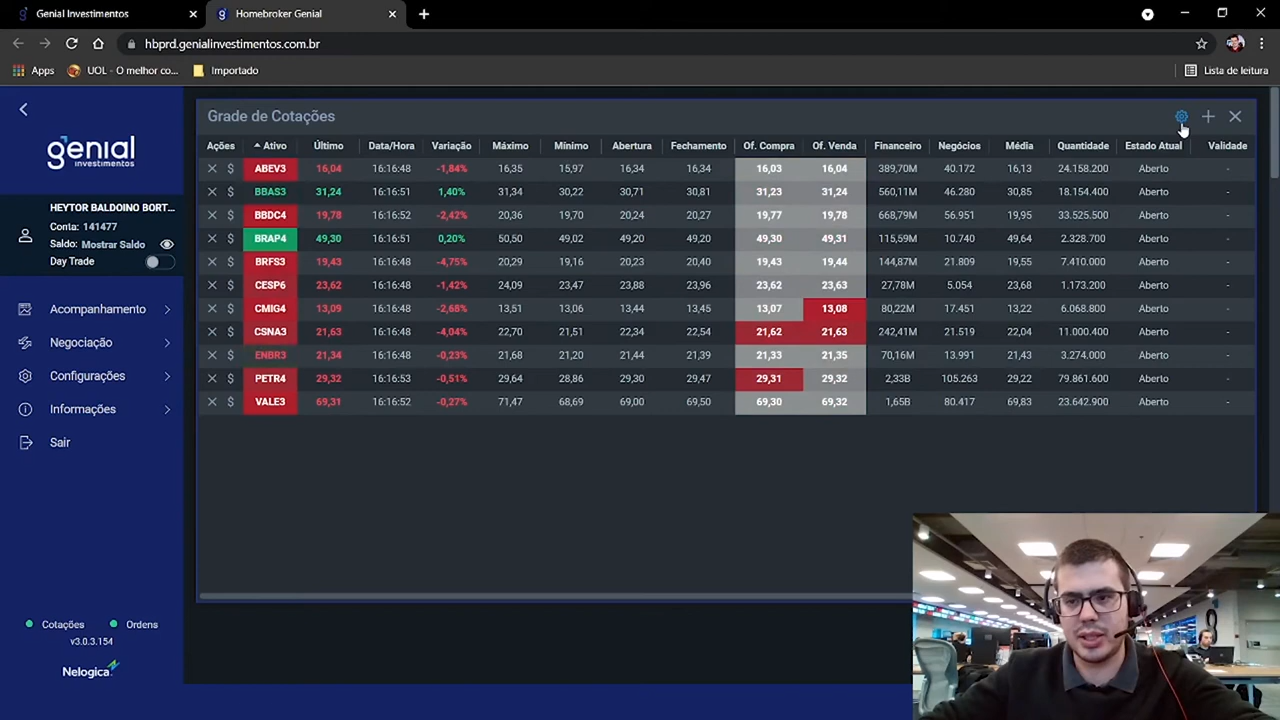 Genial Investimentos
Homebroker Genial
hbprd.genialinvestimentos.com.br
Apps UOL - O melhor co... Importado Lista de leitura
genial
investimentos
HEYTOR BALDOINO BORT...
Conta: 141477
Saldo: Mostrar Saldo
Day Trade
Acompanhamento
Negociação
Configurações
Informações
Sair
Cotações Ordens
v3.0.3.154
Nelogica
Grade de Cotações
Ações Ativo Último Data/Hora Variação Máximo Mínimo Abertura Fechamento Of. Compra Of. Venda Financeiro Negócios Média Quantidade Estado Atual Validade
ABEV3 16,04 16:16:48 -1,84% 16,35 15,97 16,34 16,34 16,03 16,04 389,70M 40.172 16,13 24.158.200 Aberto -
BBAS3 31,24 16:16:51 1,40% 31,34 30,22 30,71 30,81 31,23 31,24 560,11M 46.280 30,85 18.154.400 Aberto -
BBDC4 19,78 16:16:52 -2,42% 20,36 19,70 20,24 20,27 19,77 19,78 668,79M 56.951 19,95 33.525.500 Aberto -
BRAP4 49,30 16:16:51 0,20% 50,50 49,02 49,20 49,20 49,30 49,31 115,59M 10.740 49,64 2.328.700 Aberto -
BRFS3 19,43 16:16:48 -4,75% 20,29 19,16 20,23 20,40 19,43 19,44 144,87M 21.809 19,55 7.410.000 Aberto -
CESP6 23,62 16:16:48 -1,42% 24,09 23,47 23,88 23,96 23,62 23,63 27,78M 5.054 23,68 1.173.200 Aberto -
CMIG4 13,09 16:16:48 -2,68% 13,51 13,06 13,44 13,45 13,07 13,08 80,22M 17.451 13,22 6.068.800 Aberto -
CSNA3 21,63 16:16:48 -4,04% 22,70 21,51 22,34 22,54 21,62 21,63 242,41M 21.519 22,04 11.000.400 Aberto -
ENBR3 21,34 16:16:48 -0,23% 21,68 21,20 21,44 21,39 21,33 21,35 70,16M 13.991 21,43 3.274.000 Aberto -
PETR4 29,32 16:16:53 -0,51% 29,64 28,86 29,30 29,47 29,31 29,32 2,33B 105.263 29,22 79.861.600 Aberto -
VALE3 69,31 16:16:52 -0,27% 71,47 68,69 69,00 69,50 69,30 69,32 1,65B 80.417 69,83 23.642.900 Aberto -